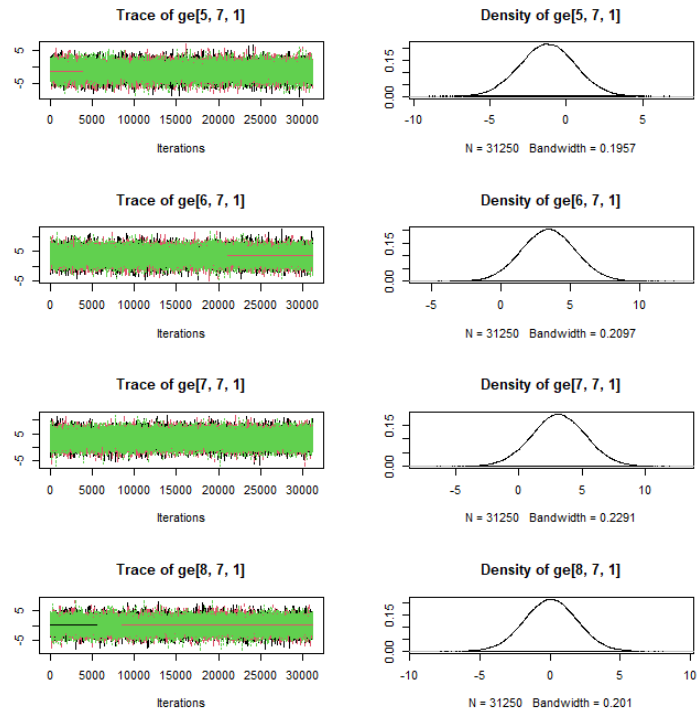 Trace of ge[5, 7, 1]
5
-5
0 5000 10000 15000 20000 25000 30000
Iterations
Density of ge[5, 7, 1]
0.15
0.00
-10 -5 0 5
N = 31250 Bandwidth = 0.1957
Trace of ge[6, 7, 1]
5
-5
0 5000 10000 15000 20000 25000 30000
Iterations
Density of ge[6, 7, 1]
0.15
0.00
-5 0 5 10
N = 31250 Bandwidth = 0.2097
Trace of ge[7, 7, 1]
5
-5
0 5000 10000 15000 20000 25000 30000
Iterations
Density of ge[7, 7, 1]
0.15
0.00
-5 0 5 10
N = 31250 Bandwidth = 0.2291
Trace of ge[8, 7, 1]
5
-5
0 5000 10000 15000 20000 25000 30000
Iterations
Density of ge[8, 7, 1]
0.15
0.00
-10 -5 0 5 10
N = 31250 Bandwidth = 0.201